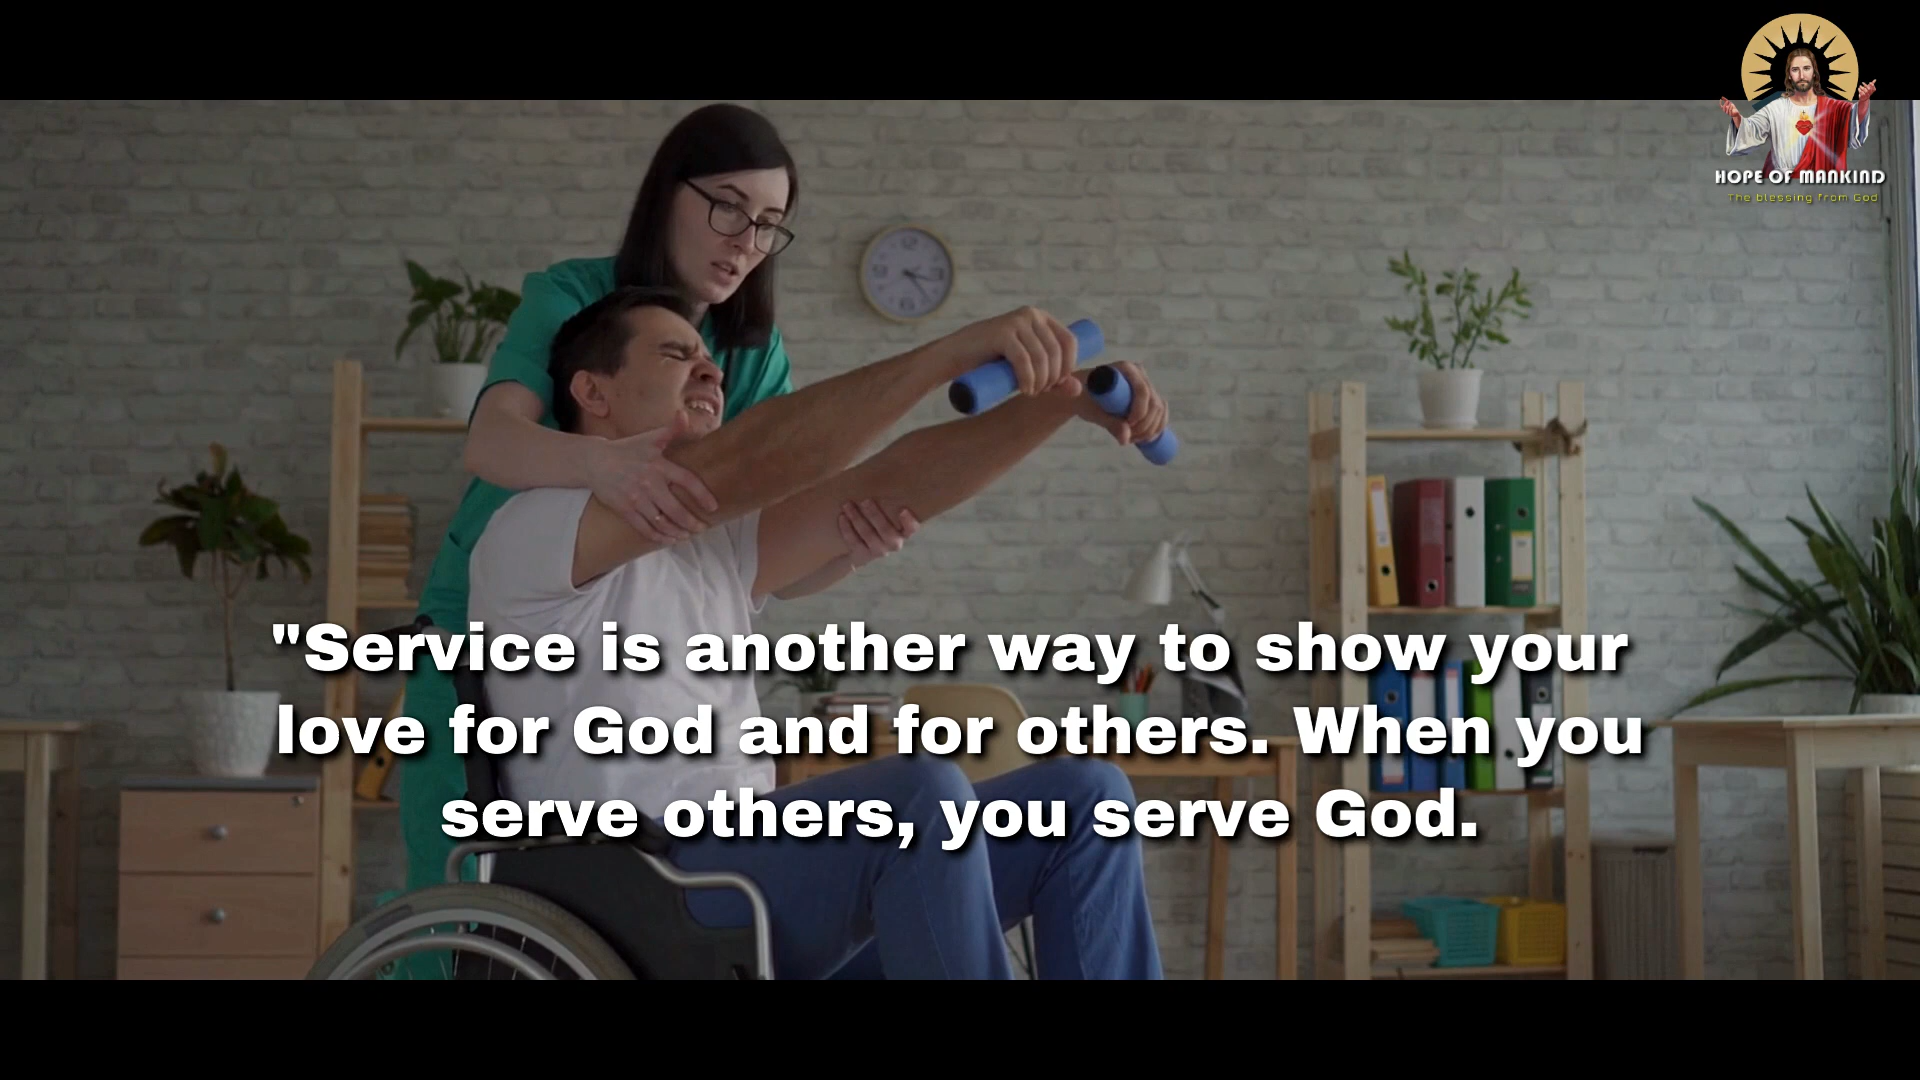 HOPE OF MANKIND
The blessing from God
"Service is another way to show your
love for God and for others. When you
serve others, you serve God.